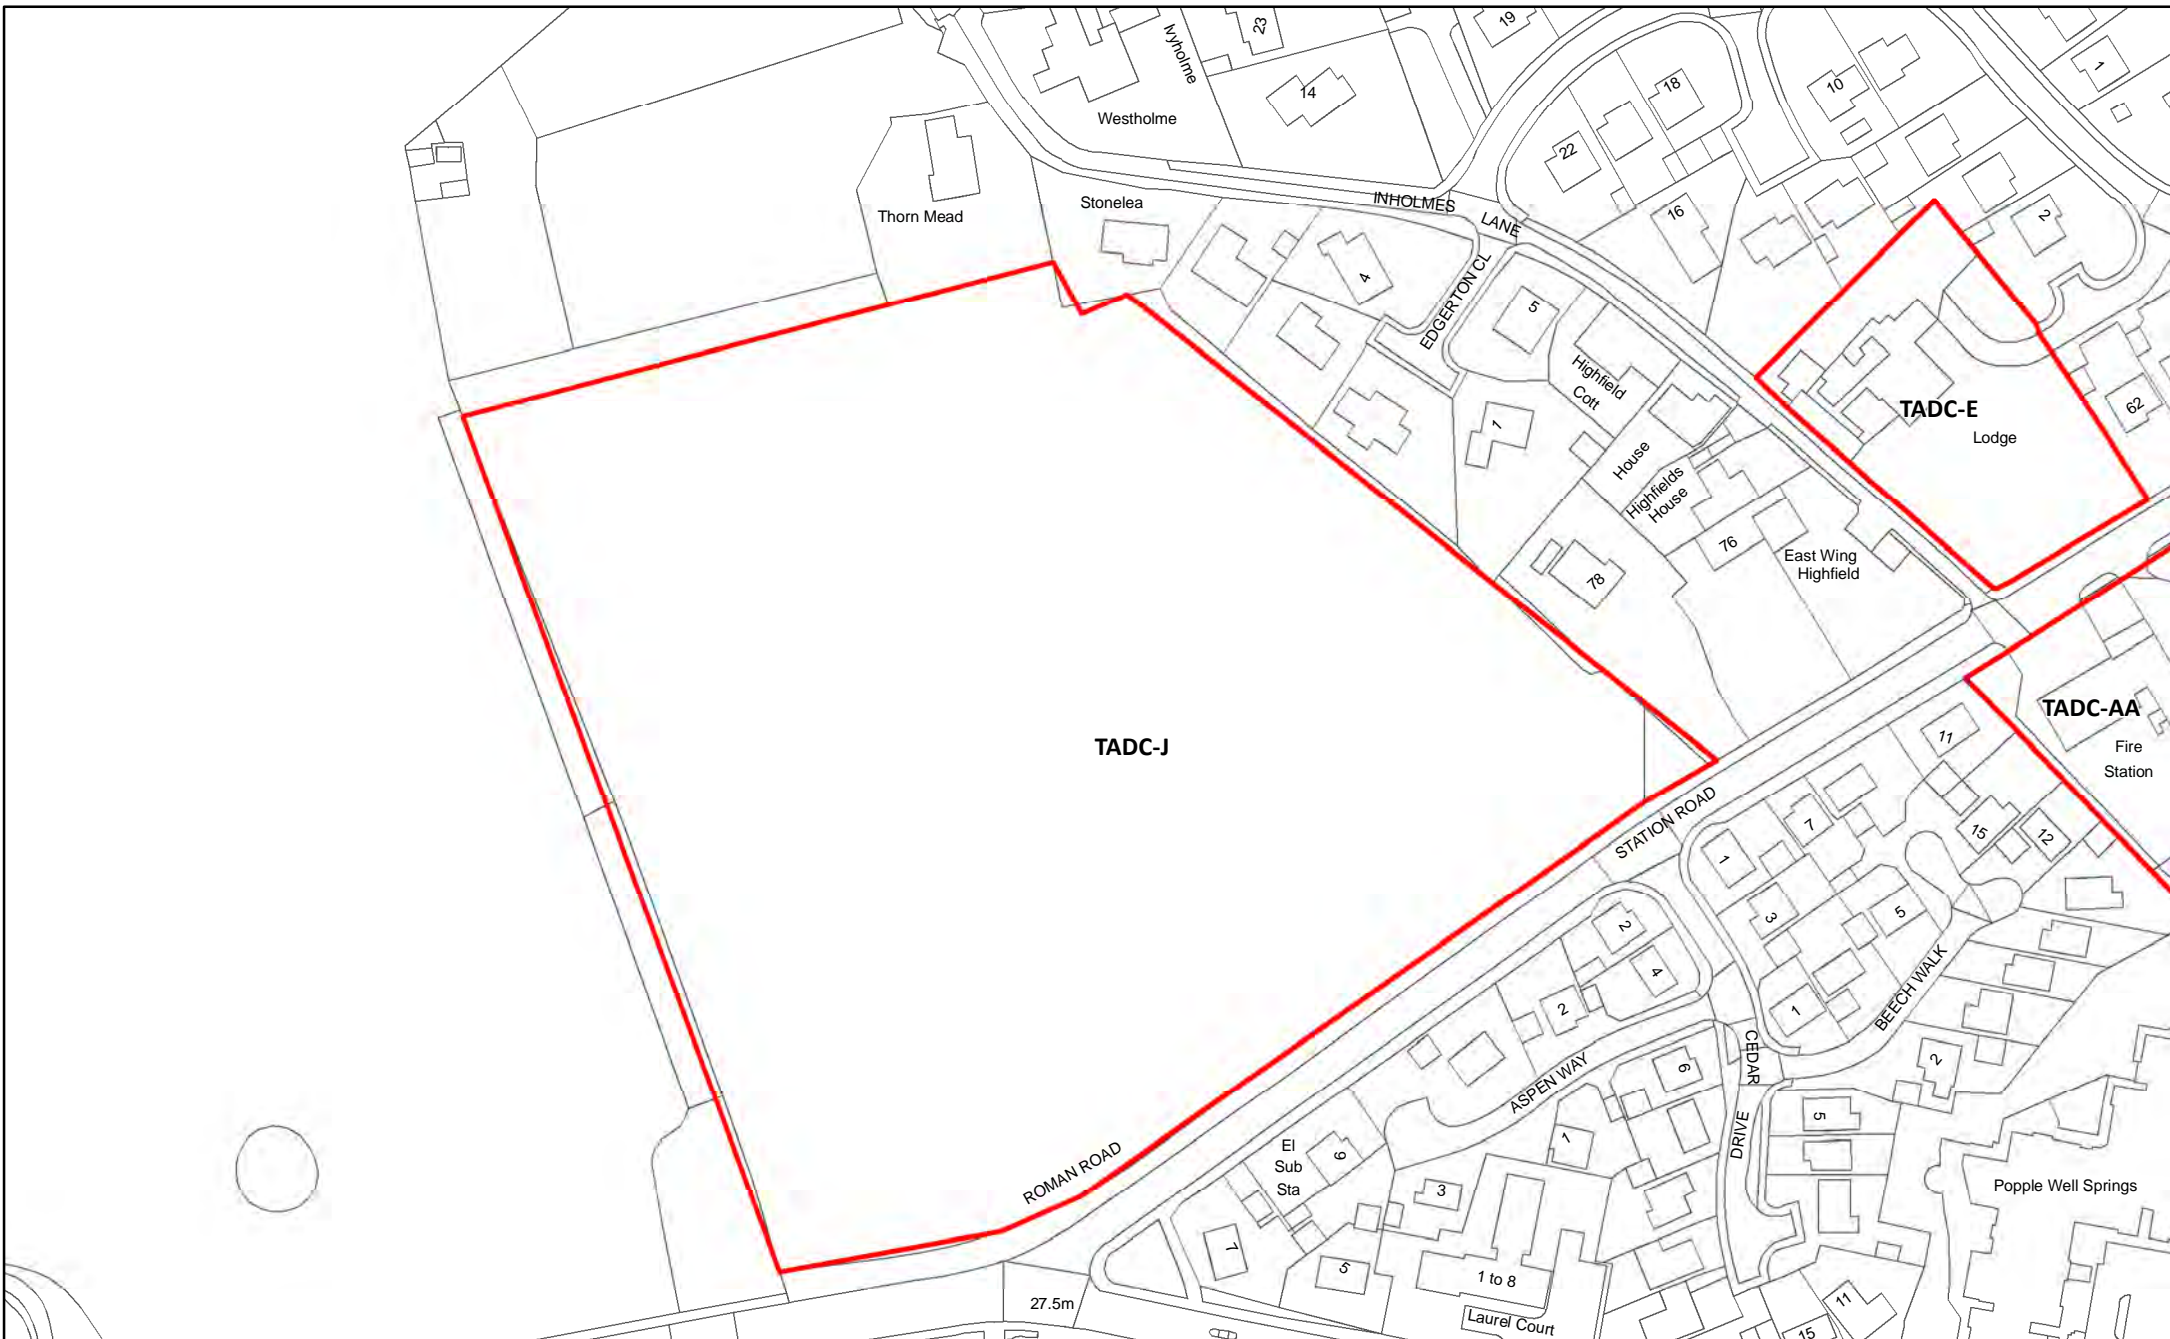 Ivyholme
23
19
1
14
18
10
Westholme
22
INHOLMES
LANE
Thorn Mead
Stonelea
16
2
4
EDGERTON CL
5
Highfield
Cott
TADC-E
Lodge
62
1
House
Highfields
House
76
East Wing
Highfield
78
TADC-J
TADC-AA
Fire
Station
11
STATION ROAD
7
15
12
1
3
5
2
4
BEECH WALK
2
1
CEDAR
DRIVE
ASPEN WAY
6
2
5
1
El
Sub
Sta
9
ROMAN ROAD
3
Popple Well Springs
7
5
1 to 8
27.5m
Laurel Court
11
15